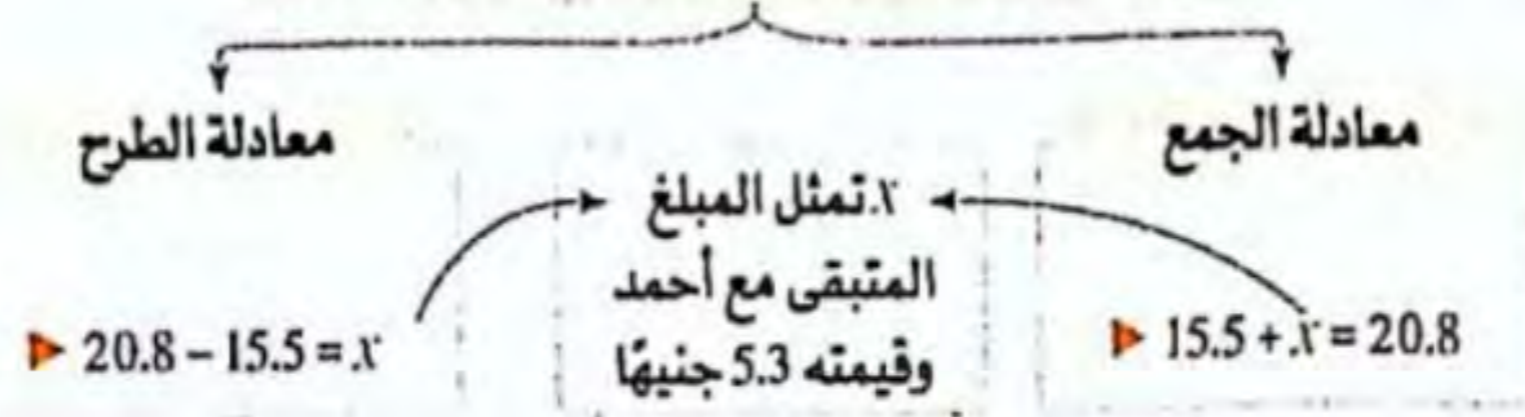 معادلة الجمع
معادلة الطرح
x تمثل المبلغ
المتبقى مع أحمد
وقيمته 5.3 جنيهًا
15.5 + x = 20.8
20.8 – 15.5 = x